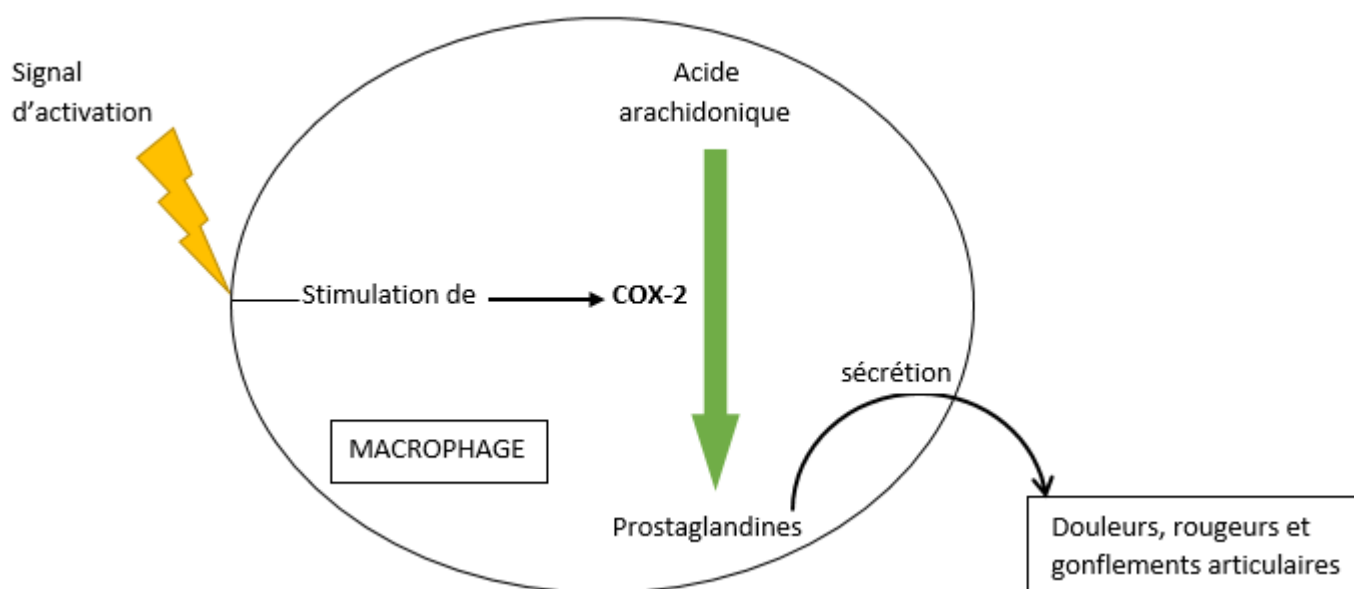 Signal
d’activation
Acide
arachidonique
Stimulation de
COX-2
sécrétion
MACROPHAGE
Prostaglandines
Douleurs, rougeurs et
gonflements articulaires